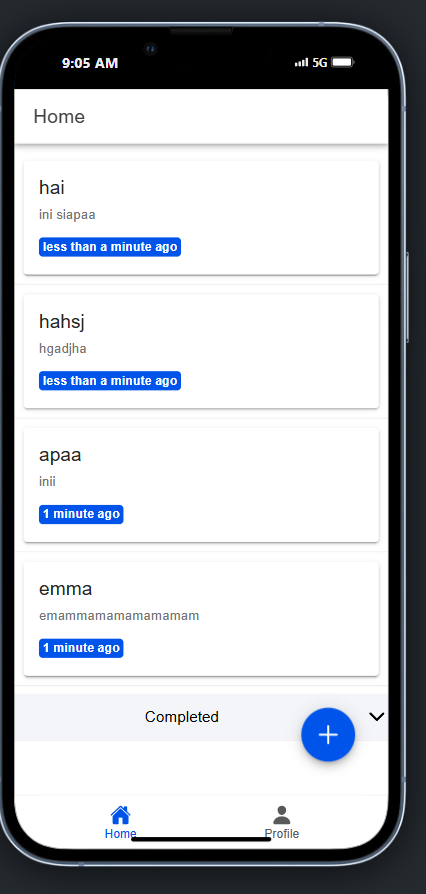 9:05 AM
5G
Home
hai
ini siapaa
less than a minute ago
hahsj
hgadjha
less than a minute ago
apaa
inii
1 minute ago
emma
emammamamamamamam
1 minute ago
Completed
Home
Profile